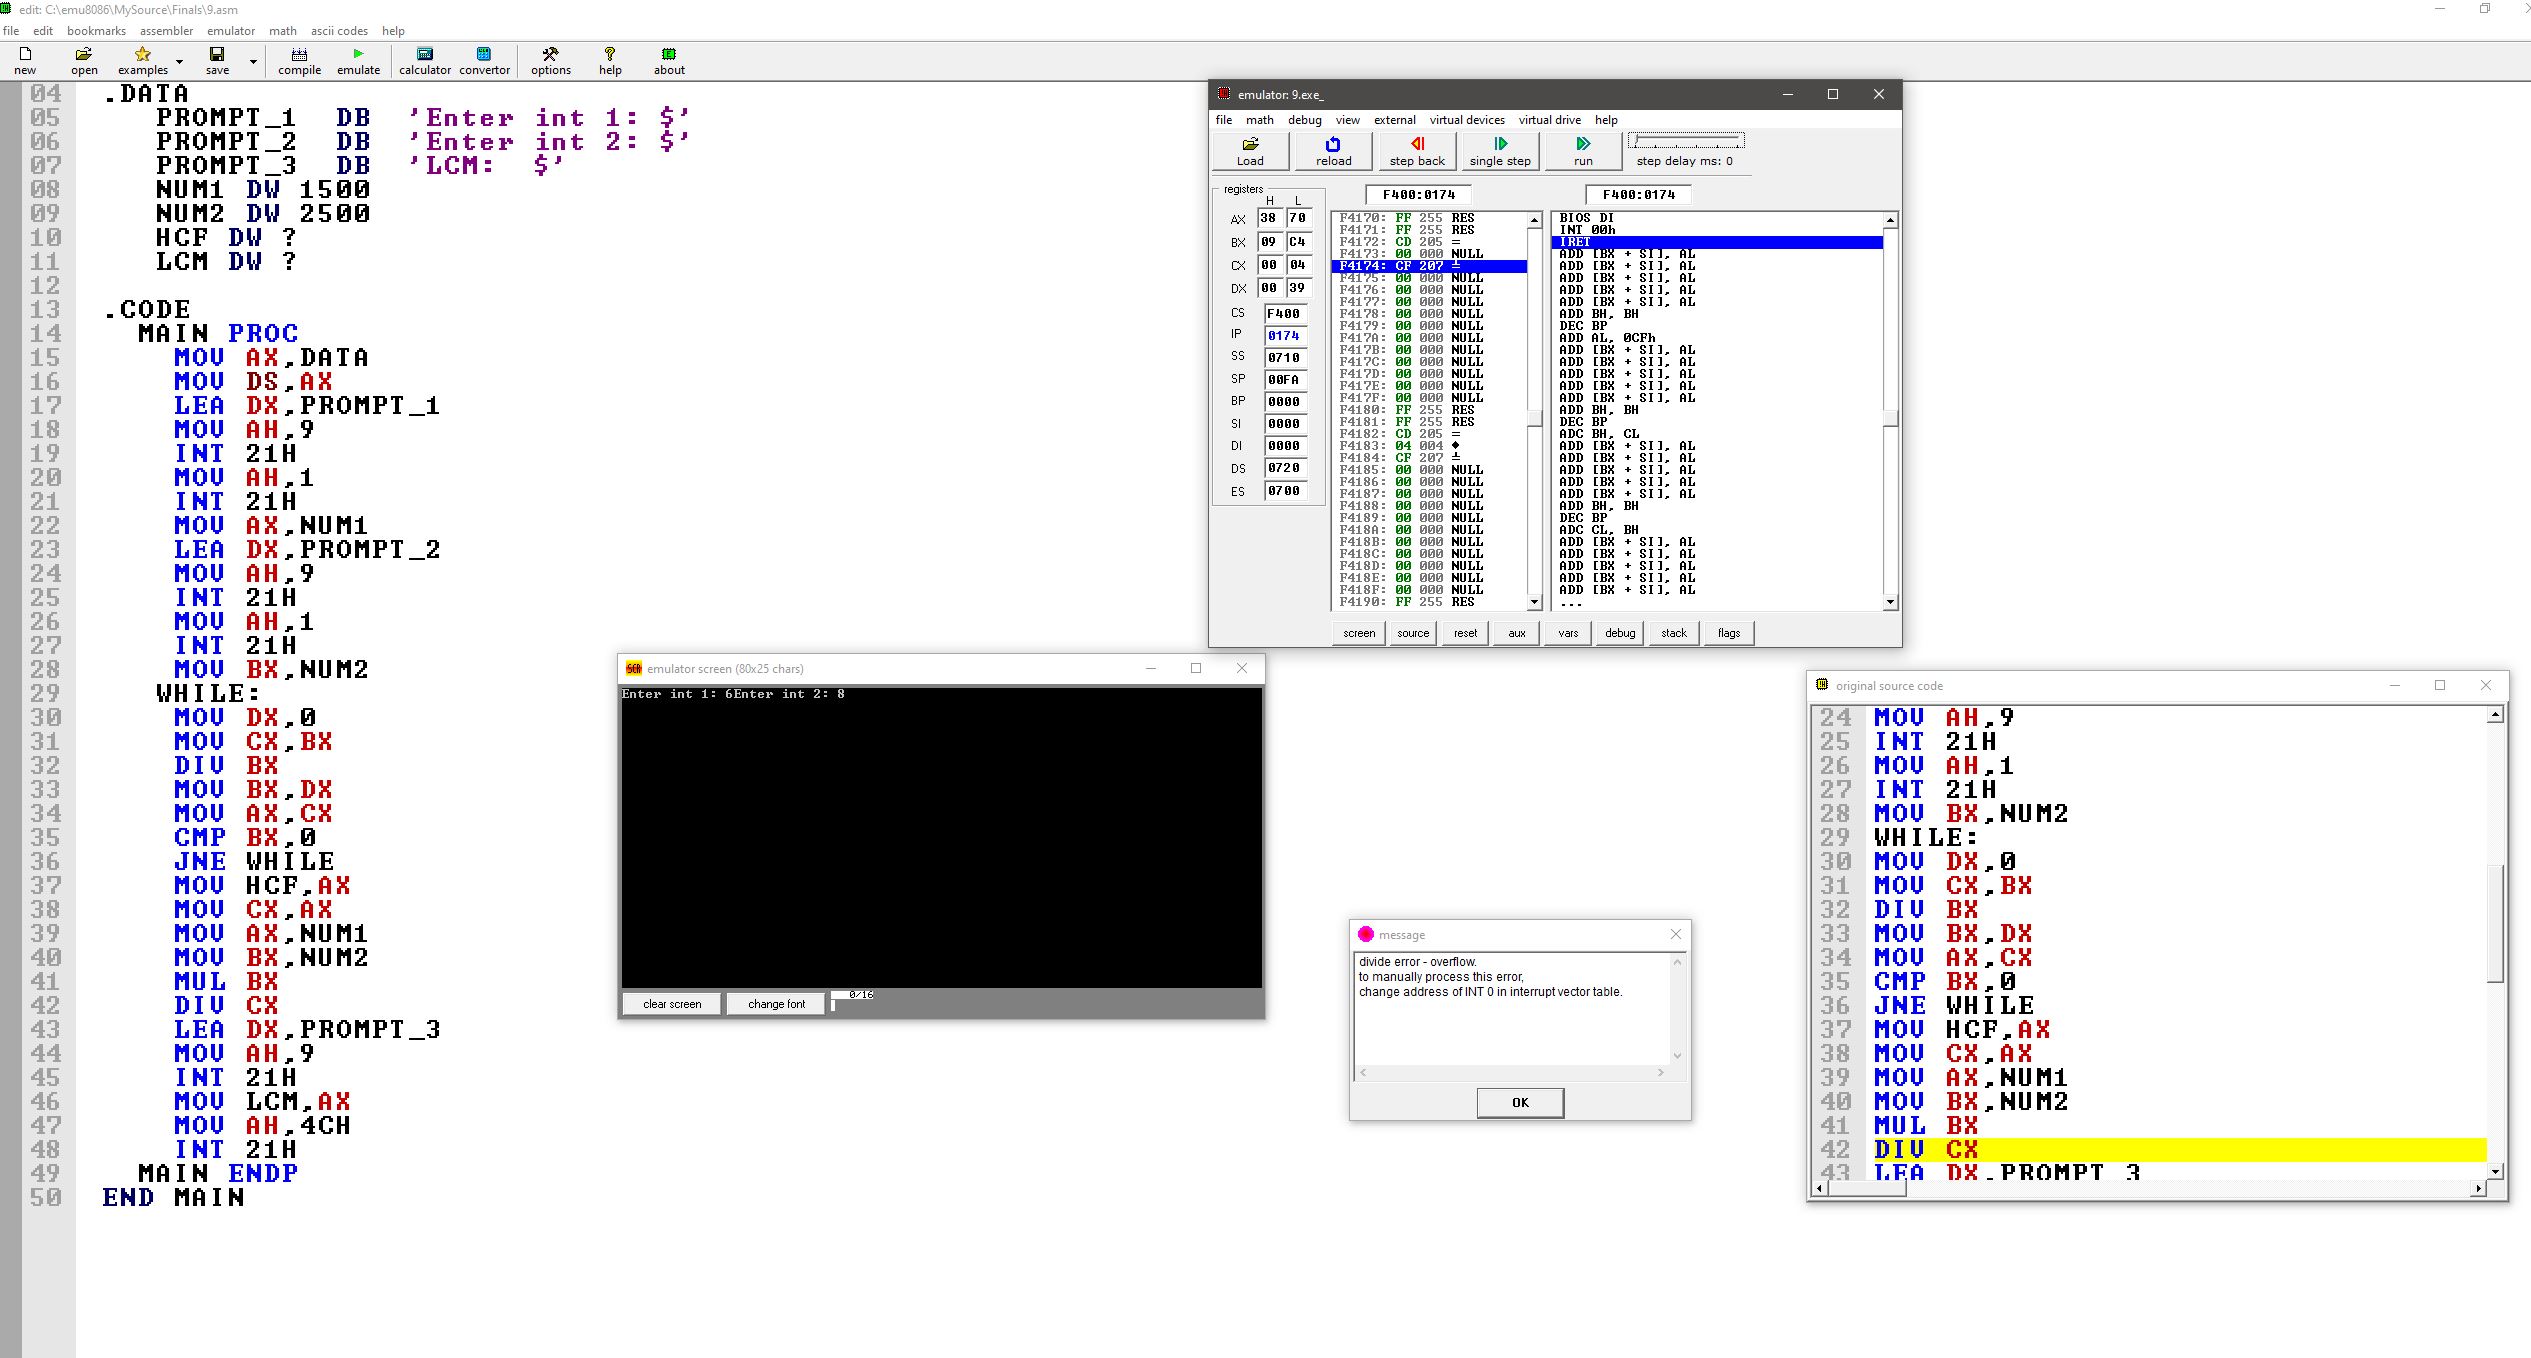 edit: C:\emu8086\MySource\Finals\9.asm
file edit bookmarks assembler emulator math ascii codes help
new open examples save compile emulate calculator convertor options help about
04 .DATA
05 PROMPT_1 DB 'Enter int 1: $'
06 PROMPT_2 DB 'Enter int 2: $'
07 PROMPT_3 DB 'LCM: $'
08 NUM1 DW 1500
09 NUM2 DW 2500
10 HCF DW ?
11 LCM DW ?
12
13 .CODE
14 MAIN PROC
15 MOV AX,DATA
16 MOV DS,AX
17 LEA DX,PROMPT_1
18 MOV AH,9
19 INT 21H
20 MOV AH,1
21 INT 21H
22 MOV AX,NUM1
23 LEA DX,PROMPT_2
24 MOV AH,9
25 INT 21H
26 MOV AH,1
27 INT 21H
28 MOV BX,NUM2
29 WHILE:
30 MOV DX,0
31 MOV CX,BX
32 DIV BX
33 MOV BX,DX
34 MOV AX,CX
35 CMP BX,0
36 JNE WHILE
37 MOV HCF,AX
38 MOV CX,AX
39 MOV AX,NUM1
40 MOV BX,NUM2
41 MUL BX
42 DIV CX
43 LEA DX,PROMPT_3
44 MOV AH,9
45 INT 21H
46 MOV LCM,AX
47 MOV AH,4CH
48 INT 21H
49 MAIN ENDP
50 END MAIN
emulator: 9.exe_
file math debug view external virtual devices virtual drive help
Load reload step back single step run step delay ms: 0
registers
H L
AX 38 70
BX 09 C4
CX 00 04
DX 00 39
CS F400
IP 0174
SS 0710
SP 00FA
BP 0000
SI 0000
DI 0000
DS 0720
ES 0700
F400:0174
F4170: FF 255 RES
F4171: FF 255 RES
F4172: CD 205 =
F4173: 00 000 NULL
F4174: CF 207 ╧
F4175: 00 000 NULL
F4176: 00 000 NULL
F4177: 00 000 NULL
F4178: 00 000 NULL
F4179: 00 000 NULL
F417A: 00 000 NULL
F417B: 00 000 NULL
F417C: 00 000 NULL
F417D: 00 000 NULL
F417E: 00 000 NULL
F417F: 00 000 NULL
F4180: FF 255 RES
F4181: FF 255 RES
F4182: CD 205 =
F4183: 04 004 ♦
F4184: CF 207 ╧
F4185: 00 000 NULL
F4186: 00 000 NULL
F4187: 00 000 NULL
F4188: 00 000 NULL
F4189: 00 000 NULL
F418A: 00 000 NULL
F418B: 00 000 NULL
F418C: 00 000 NULL
F418D: 00 000 NULL
F418E: 00 000 NULL
F418F: 00 000 NULL
F4190: FF 255 RES
F400:0174
BIOS DI
INT 00h
IRET
ADD [BX + SI], AL
ADD [BX + SI], AL
ADD [BX + SI], AL
ADD [BX + SI], AL
ADD [BX + SI], AL
ADD BH, BH
DEC BP
ADD AL, 0CFh
ADD [BX + SI], AL
ADD [BX + SI], AL
ADD [BX + SI], AL
ADD [BX + SI], AL
ADD [BX + SI], AL
ADD BH, BH
DEC BP
ADC BH, CL
ADD [BX + SI], AL
ADD [BX + SI], AL
ADD [BX + SI], AL
ADD [BX + SI], AL
ADD [BX + SI], AL
ADD BH, BH
DEC BP
ADC CL, BH
ADD [BX + SI], AL
ADD [BX + SI], AL
ADD [BX + SI], AL
ADD [BX + SI], AL
ADD [BX + SI], AL
...
screen source reset aux vars debug stack flags
SCR emulator screen (80x25 chars)
Enter int 1: 6Enter int 2: 8
clear screen change font 0/16
message
divide error - overflow.
to manually process this error,
change address of INT 0 in interrupt vector table.
OK
original source code
24 MOV AH,9
25 INT 21H
26 MOV AH,1
27 INT 21H
28 MOV BX,NUM2
29 WHILE:
30 MOV DX,0
31 MOV CX,BX
32 DIV BX
33 MOV BX,DX
34 MOV AX,CX
35 CMP BX,0
36 JNE WHILE
37 MOV HCF,AX
38 MOV CX,AX
39 MOV AX,NUM1
40 MOV BX,NUM2
41 MUL BX
42 DIV CX
43 LEA DX,PROMPT_3